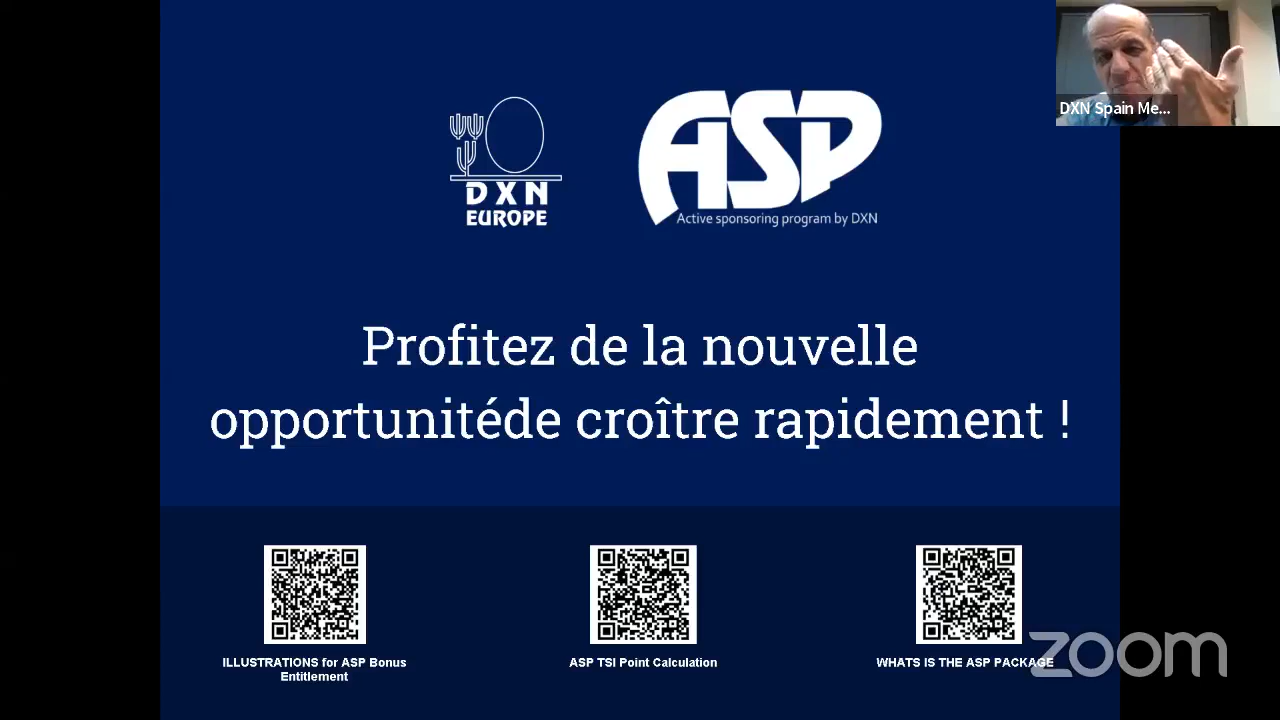 DXN Spain Me...
DXN
EUROPE
ASP
Active sponsoring program by DXN
Profitez de la nouvelle
opportunitéde croître rapidement !
ILLUSTRATIONS for ASP Bonus
Entitlement
ASP TSI Point Calculation
WHATS IS THE ASP PACKAGE
zoom